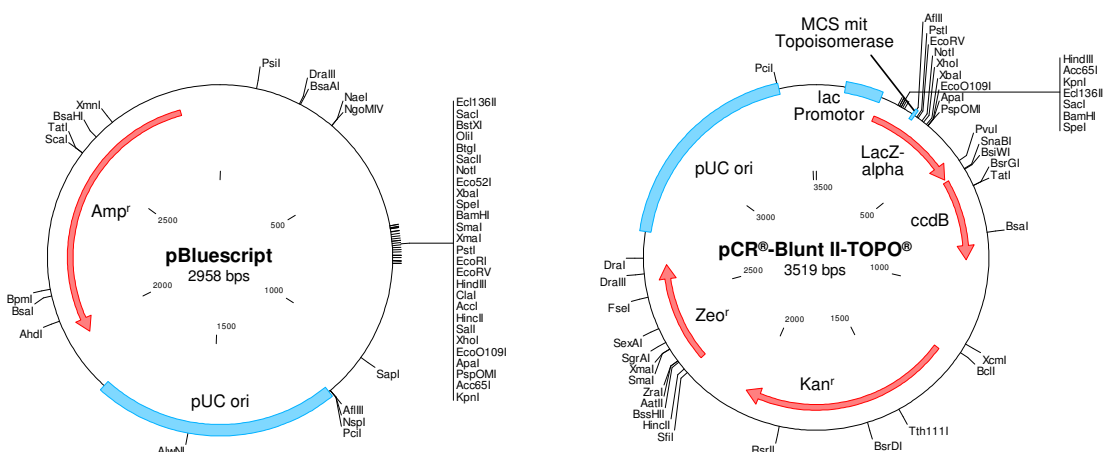 PsiI
DraIII
BsaAI
NaeI
NgoMIV
XmnI
BsaHI
TatI
ScaI
Ampʳ
2500
500
pBluescript
2958 bps
2000
1000
1500
BpmI
BsaI
AhdI
pUC ori
AlwNI
SapI
AflIII
NspI
PciI
Ecl136II
SacI
BstXI
OliI
BtgI
SacII
NotI
Eco52I
XbaI
SpeI
BamHI
SmaI
XmaI
PstI
EcoRI
EcoRV
HindIII
ClaI
AccI
HincII
SalI
XhoI
EcoO109I
ApaI
PspOMI
Acc65I
KpnI
MCS mit
Topoisomerase
AflII
PstI
EcoRV
NotI
XhoI
XbaI
EcoO109I
ApaI
PspOMI
HindIII
Acc65I
KpnI
Ecl136II
SacI
BamHI
SpeI
PciI
lac
Promotor
PvuI
SnaBI
BsiWI
BsrGI
TatI
LacZ-
alpha
pUC ori
3500
3000
500
ccdB
BsaI
pCR®-Blunt II-TOPO®
3519 bps
2500
1000
2000
1500
DraI
DraIII
FseI
Zeoʳ
SexAI
SgrAI
XmaI
SmaI
ZraI
AatII
BssHII
HincII
SfiI
Kanʳ
XcmI
BclI
Tth111I
BsrDI
RsrII